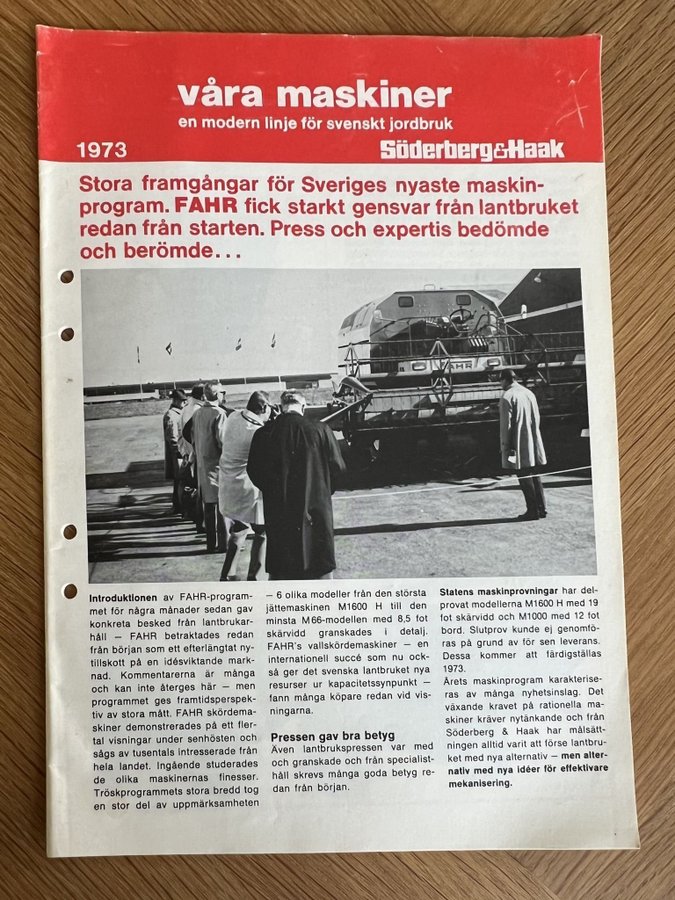 våra maskiner
en modern linje för svenskt jordbruk
1973
Söderberg&Haak
Stora framgångar för Sveriges nyaste maskin-
program. FAHR fick starkt gensvar från lantbruket
redan från starten. Press och expertis bedömde
och berömde...
FAHR
Introduktionen av FAHR-program-
met för några månader sedan gav
konkreta besked från lantbrukar-
håll – FAHR betraktades redan
från början som ett efterlängtat ny-
tillskott på en idésviktande mark-
nad. Kommentarerna är många
och kan inte återges här – men
programmet ges framtidsperspek-
tiv av stora mått. FAHR skördema-
skiner demonstrerades på ett fler-
tal visningar under senhösten och
sågs av tusentals intresserade från
hela landet. Ingående studerades
de olika maskinernas finesser.
Tröskprogrammets stora bredd tog
en stor del av uppmärksamheten
– 6 olika modeller från den största
jättemaskinen M1600 H till den
minsta M66-modellen med 8,5 fot
skärvidd granskades i detalj.
FAHR's vallskördemaskiner – en
internationell succé som nu ock-
så ger det svenska lantbruket nya
resurser ur kapacitetssynpunkt –
fann många köpare redan vid vis-
ningarna.
Pressen gav bra betyg
Även lantbrukspressen var med
och granskade och från specialist-
håll skrevs många goda betyg re-
dan från början.
Statens maskinprovningar har del-
provat modellerna M1600 H med 19
fot skärvidd och M1000 med 12 fot
bord. Slutprov kunde ej genomfö-
ras på grund av för sen leverans.
Dessa kommer att färdigställas
1973.
Årets maskinprogram karakterise-
ras av många nyhetsinslag. Det
växande kravet på rationella ma-
skiner kräver nytänkande och från
Söderberg & Haak har målsätt-
ningen alltid varit att förse lantbru-
ket med nya alternativ – men alter-
nativ med nya idéer för effektivare
mekanisering.